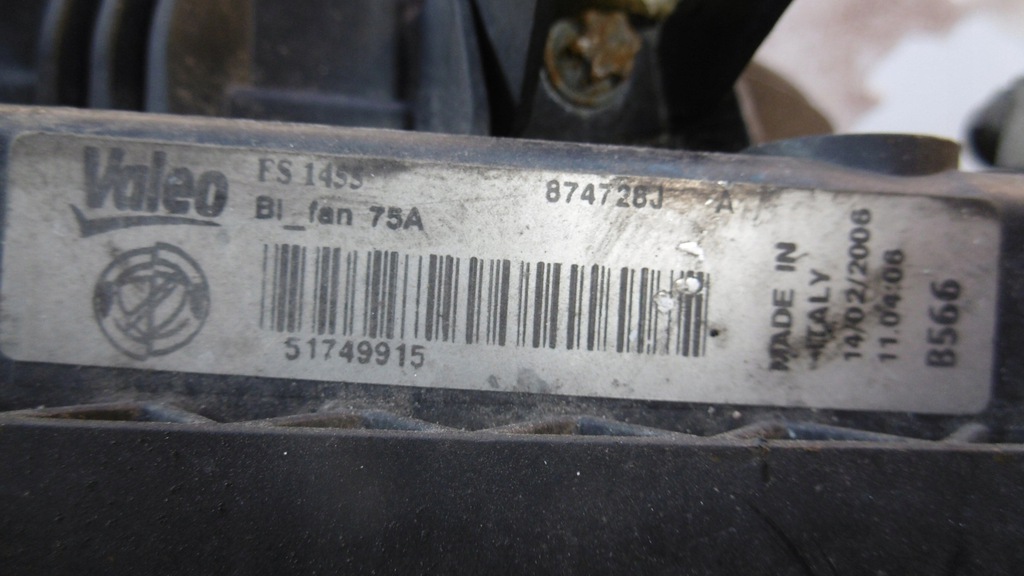 Valeo
FS 1455
874728J A
BI_fan 75A
51749915
MADE IN
ITALY
14/02/2006
11.04:06
B566